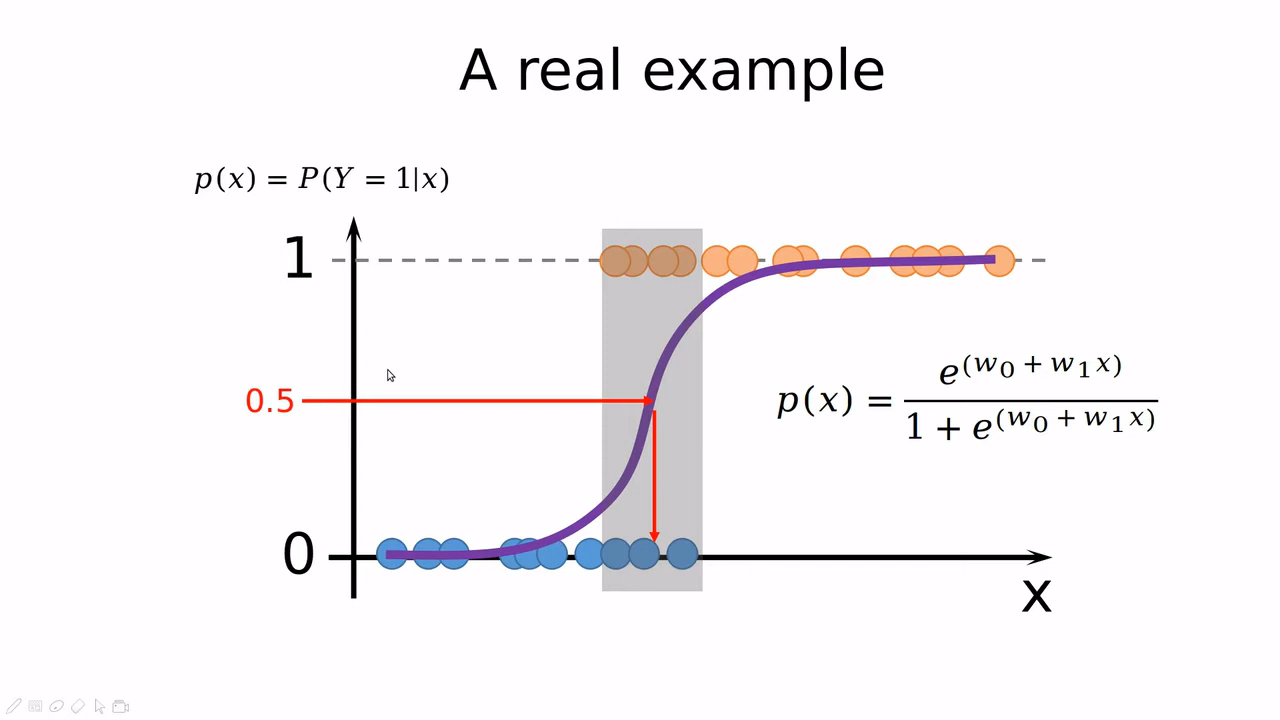 A real example
p(x) = P(Y = 1|x)
1
0.5
p(x) = e^(w₀ + w₁x) / 1 + e^(w₀ + w₁x)
0
x